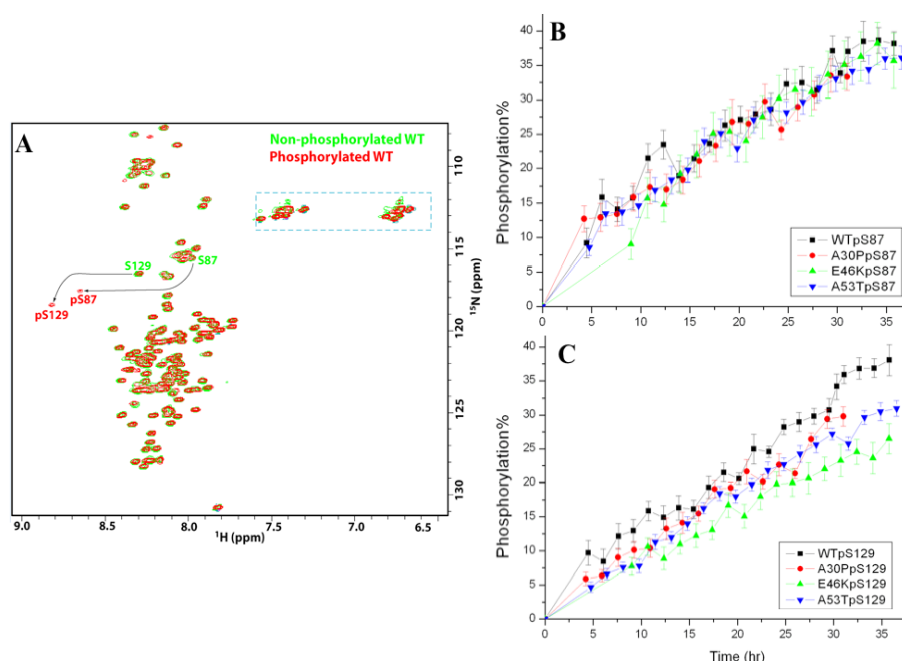 A
Non-phosphorylated WT
Phosphorylated WT
S129
S87
pS87
pS129
110
115
120
125
130
¹⁵N (ppm)
9.0 8.5 8.0 7.5 7.0 6.5
¹H (ppm)
B
Phosphorylation%
40
35
30
25
20
15
10
5
0
0 5 10 15 20 25 30 35
WTpS87
A30PpS87
E46KpS87
A53TpS87
C
Phosphorylation%
40
35
30
25
20
15
10
5
0
0 5 10 15 20 25 30 35
WTpS129
A30PpS129
E46KpS129
A53TpS129
Time (hr)